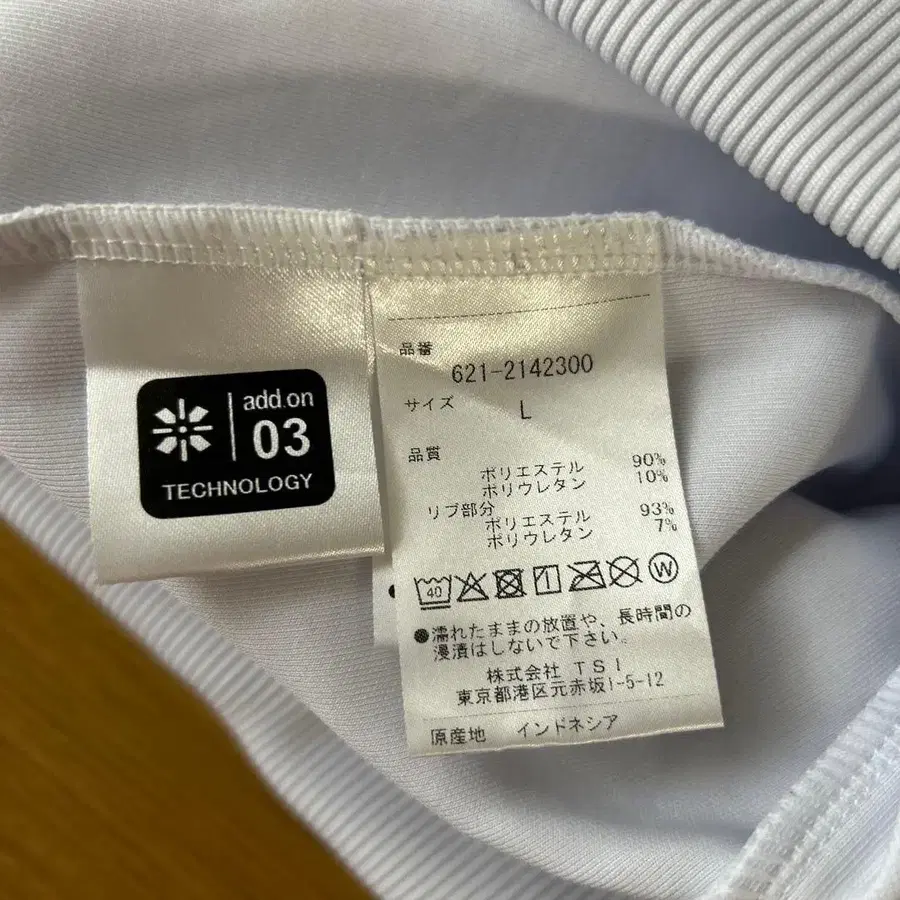 add.on
03
TECHNOLOGY
品番
621-2142300
サイズ L
品質
ポリエステル 90%
ポリウレタン 10%
リブ部分
ポリエステル 93%
ポリウレタン 7%
40
W
●濡れたままの放置や、長時間の
浸漬はしないで下さい。
株式会社 TSI
東京都港区元赤坂1-5-12
原産地 インドネシア